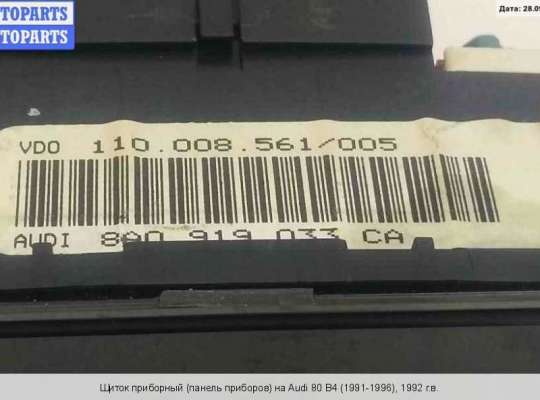 TOPARTS
TOPARTS
Дата: 28.09
VDO 110.008.561/005
AUDI 8A0 919 033 CA
Щиток приборный (панель приборов) на Audi 80 B4 (1991-1996), 1992 г.в.